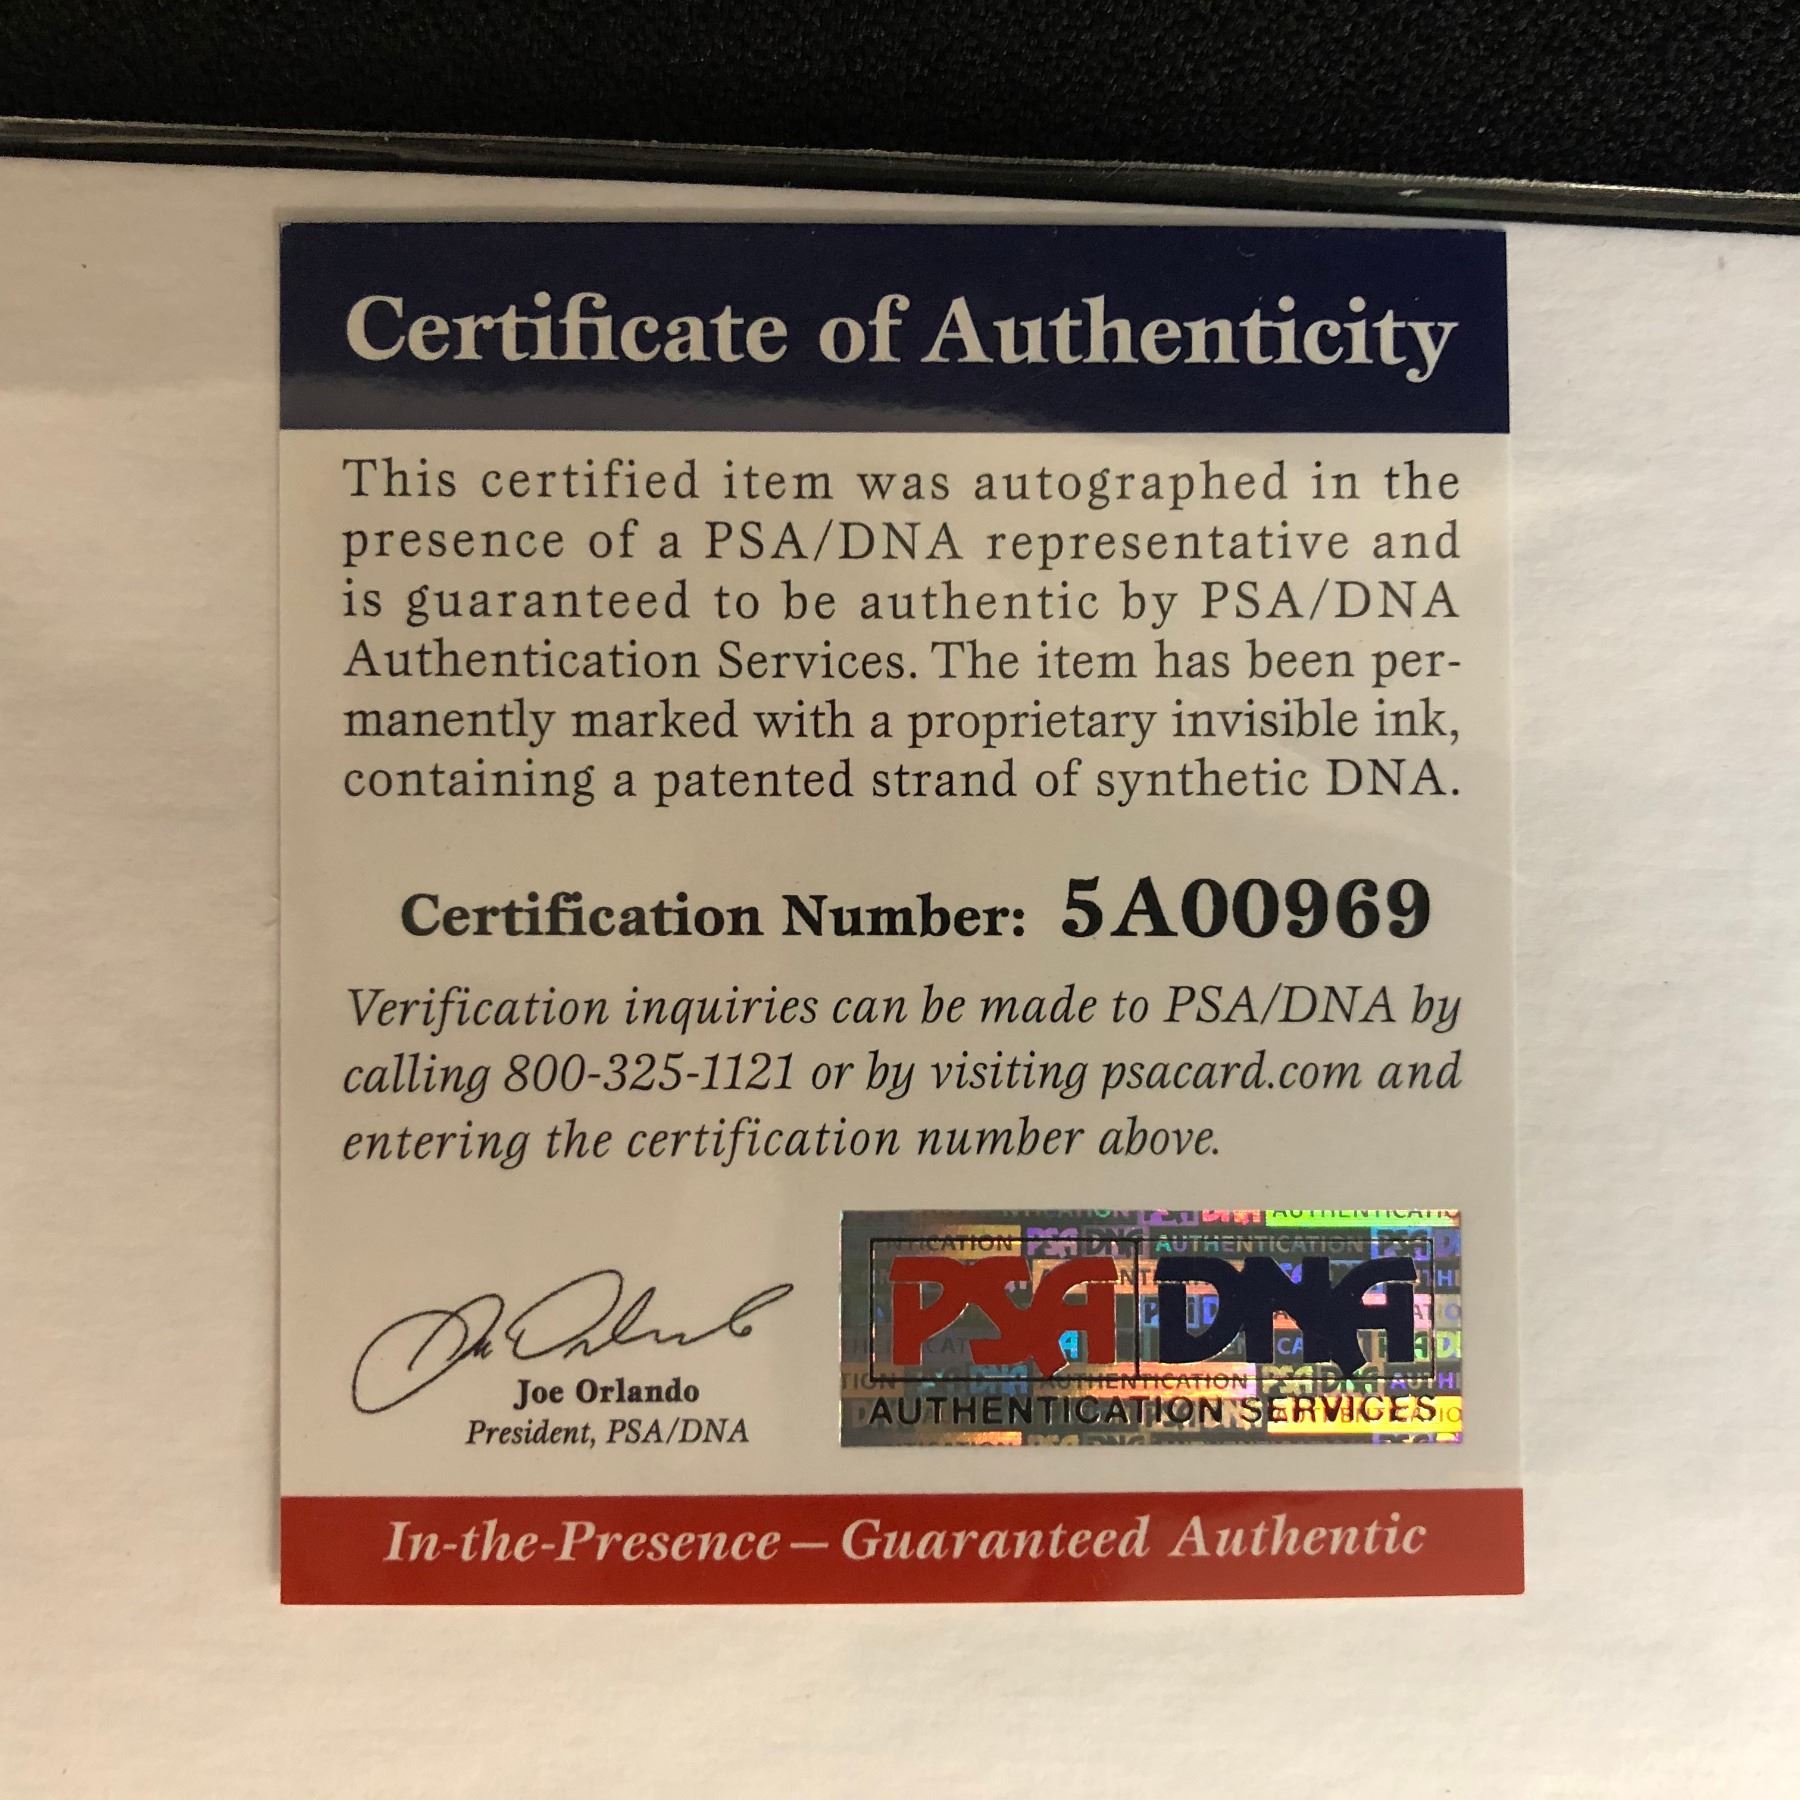 Certificate of Authenticity
This certified item was autographed in the
presence of a PSA/DNA representative and
is guaranteed to be authentic by PSA/DNA
Authentication Services. The item has been per-
manently marked with a proprietary invisible ink,
containing a patented strand of synthetic DNA.
Certification Number: 5A00969
Verification inquiries can be made to PSA/DNA by
calling 800-325-1121 or by visiting psacard.com and
entering the certification number above.
Joe Orlando
President, PSA/DNA
PSA DNA
AUTHENTICATION SERVICES
In-the-Presence—Guaranteed Authentic